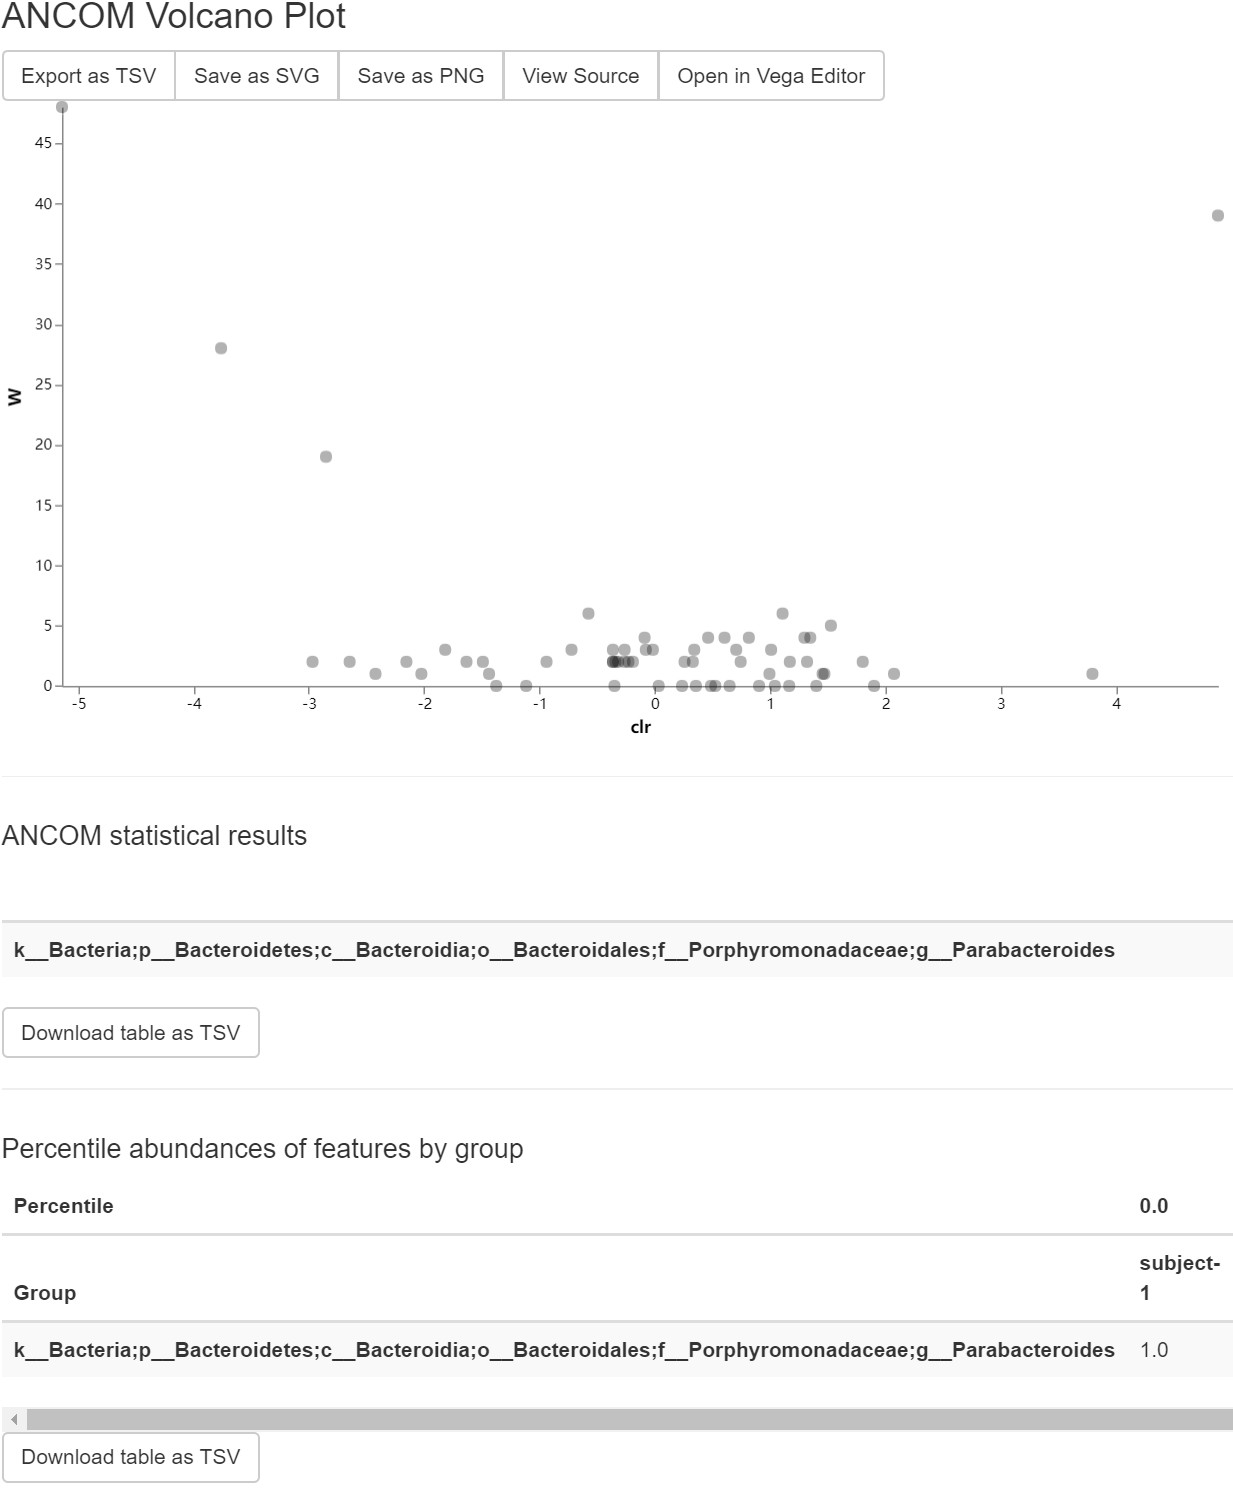 ANCOM Volcano Plot
Export as TSV Save as SVG Save as PNG View Source Open in Vega Editor
45
40
35
30
25
20
15
10
5
0
W
-5 -4 -3 -2 -1 0 1 2 3 4
clr
ANCOM statistical results
k__Bacteria;p__Bacteroidetes;c__Bacteroidia;o__Bacteroidales;f__Porphyromonadaceae;g__Parabacteroides
Download table as TSV
Percentile abundances of features by group
Percentile 0.0
Group subject-
1
k__Bacteria;p__Bacteroidetes;c__Bacteroidia;o__Bacteroidales;f__Porphyromonadaceae;g__Parabacteroides 1.0
Download table as TSV